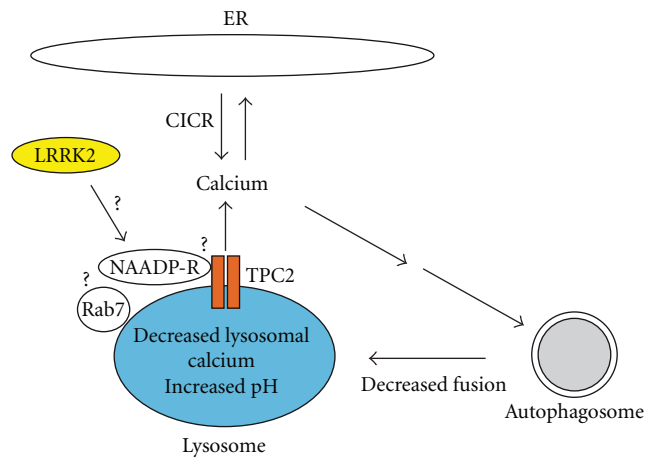 ER
CICR
LRRK2
Calcium
?
?
NAADP-R
TPC2
?
Rab7
Decreased lysosomal
calcium
Increased pH
Decreased fusion
Autophagosome
Lysosome